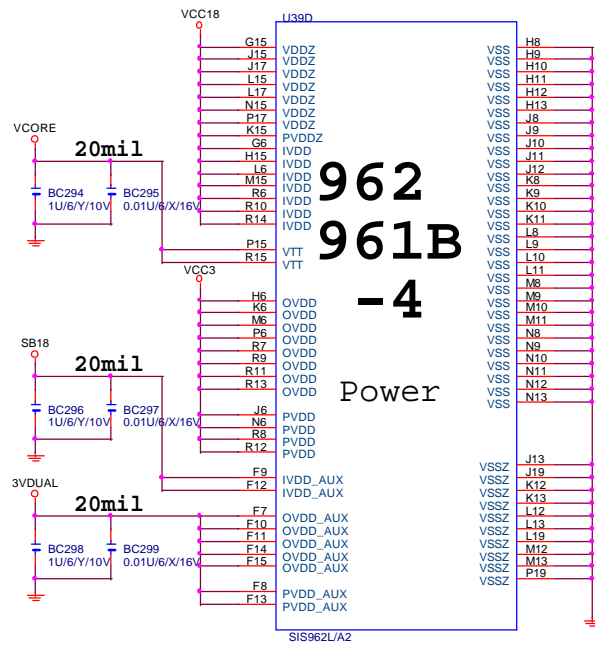 VCC18
U39D
G15 VDDZ
J15 VDDZ
J17 VDDZ
L15 VDDZ
L17 VDDZ
N15 VDDZ
P17 VDDZ
K15 PVDDZ
G6 IVDD
H15 IVDD
L6 IVDD
M15 IVDD
R6 IVDD
R10 IVDD
R14 IVDD
P15 VTT
R15 VTT
VCORE
20mil
BC294
1U/6/Y/10V
BC295
0.01U/6/X/16V
VCC3
H6 OVDD
K6 OVDD
M6 OVDD
P6 OVDD
R7 OVDD
R9 OVDD
R11 OVDD
R13 OVDD
J6 PVDD
N6 PVDD
R8 PVDD
R12 PVDD
SB18
20mil
BC296
1U/6/Y/10V
BC297
0.01U/6/X/16V
F9 IVDD_AUX
F12 IVDD_AUX
3VDUAL
20mil
BC298
1U/6/Y/10V
BC299
0.01U/6/X/16V
F7 OVDD_AUX
F10 OVDD_AUX
F11 OVDD_AUX
F14 OVDD_AUX
F15 OVDD_AUX
F8 PVDD_AUX
F13 PVDD_AUX
962
961B
-4
Power
VSS H8
VSS H9
VSS H10
VSS H11
VSS H12
VSS H13
VSS J8
VSS J9
VSS J10
VSS J11
VSS J12
VSS K8
VSS K9
VSS K10
VSS K11
VSS L8
VSS L9
VSS L10
VSS L11
VSS M8
VSS M9
VSS M10
VSS M11
VSS N8
VSS N9
VSS N10
VSS N11
VSS N12
VSS N13
VSSZ J13
VSSZ J19
VSSZ K12
VSSZ K13
VSSZ L12
VSSZ L13
VSSZ L19
VSSZ M12
VSSZ M13
VSSZ P19
SIS962L/A2